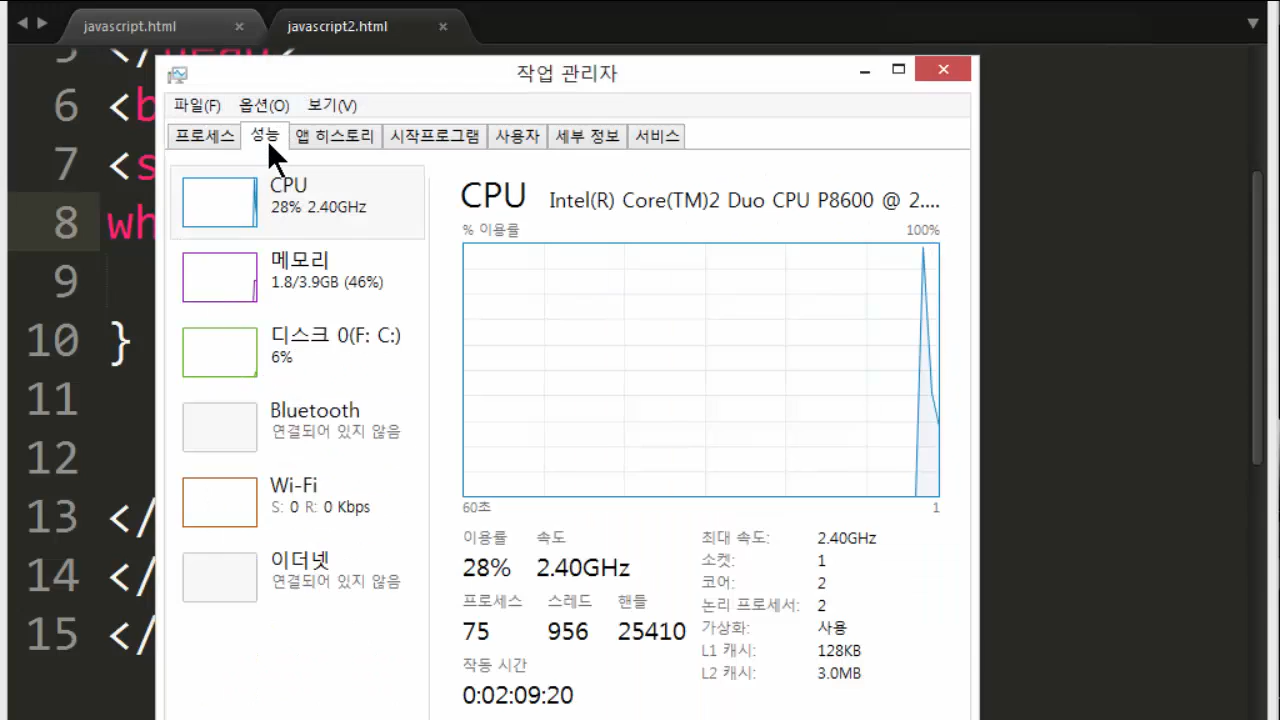 javascript.html
javascript2.html
작업 관리자
파일(F) 옵션(O) 보기(V)
프로세스 성능 앱 히스토리 시작프로그램 사용자 세부 정보 서비스
CPU
28% 2.40GHz
메모리
1.8/3.9GB (46%)
디스크 0(F: C:)
6%
Bluetooth
연결되어 있지 않음
Wi-Fi
S: 0 R: 0 Kbps
이더넷
연결되어 있지 않음
CPU Intel(R) Core(TM)2 Duo CPU P8600 @ 2....
% 이용률 100%
60초 1
이용률 속도
28% 2.40GHz
프로세스 스레드 핸들
75 956 25410
작동 시간
0:02:09:20
최대 속도: 2.40GHz
소켓: 1
코어: 2
논리 프로세서: 2
가상화: 사용
L1 캐시: 128KB
L2 캐시: 3.0MB
6 <b
7 <s
8 wh
9
10 }
11
12
13 </
14 </
15 </